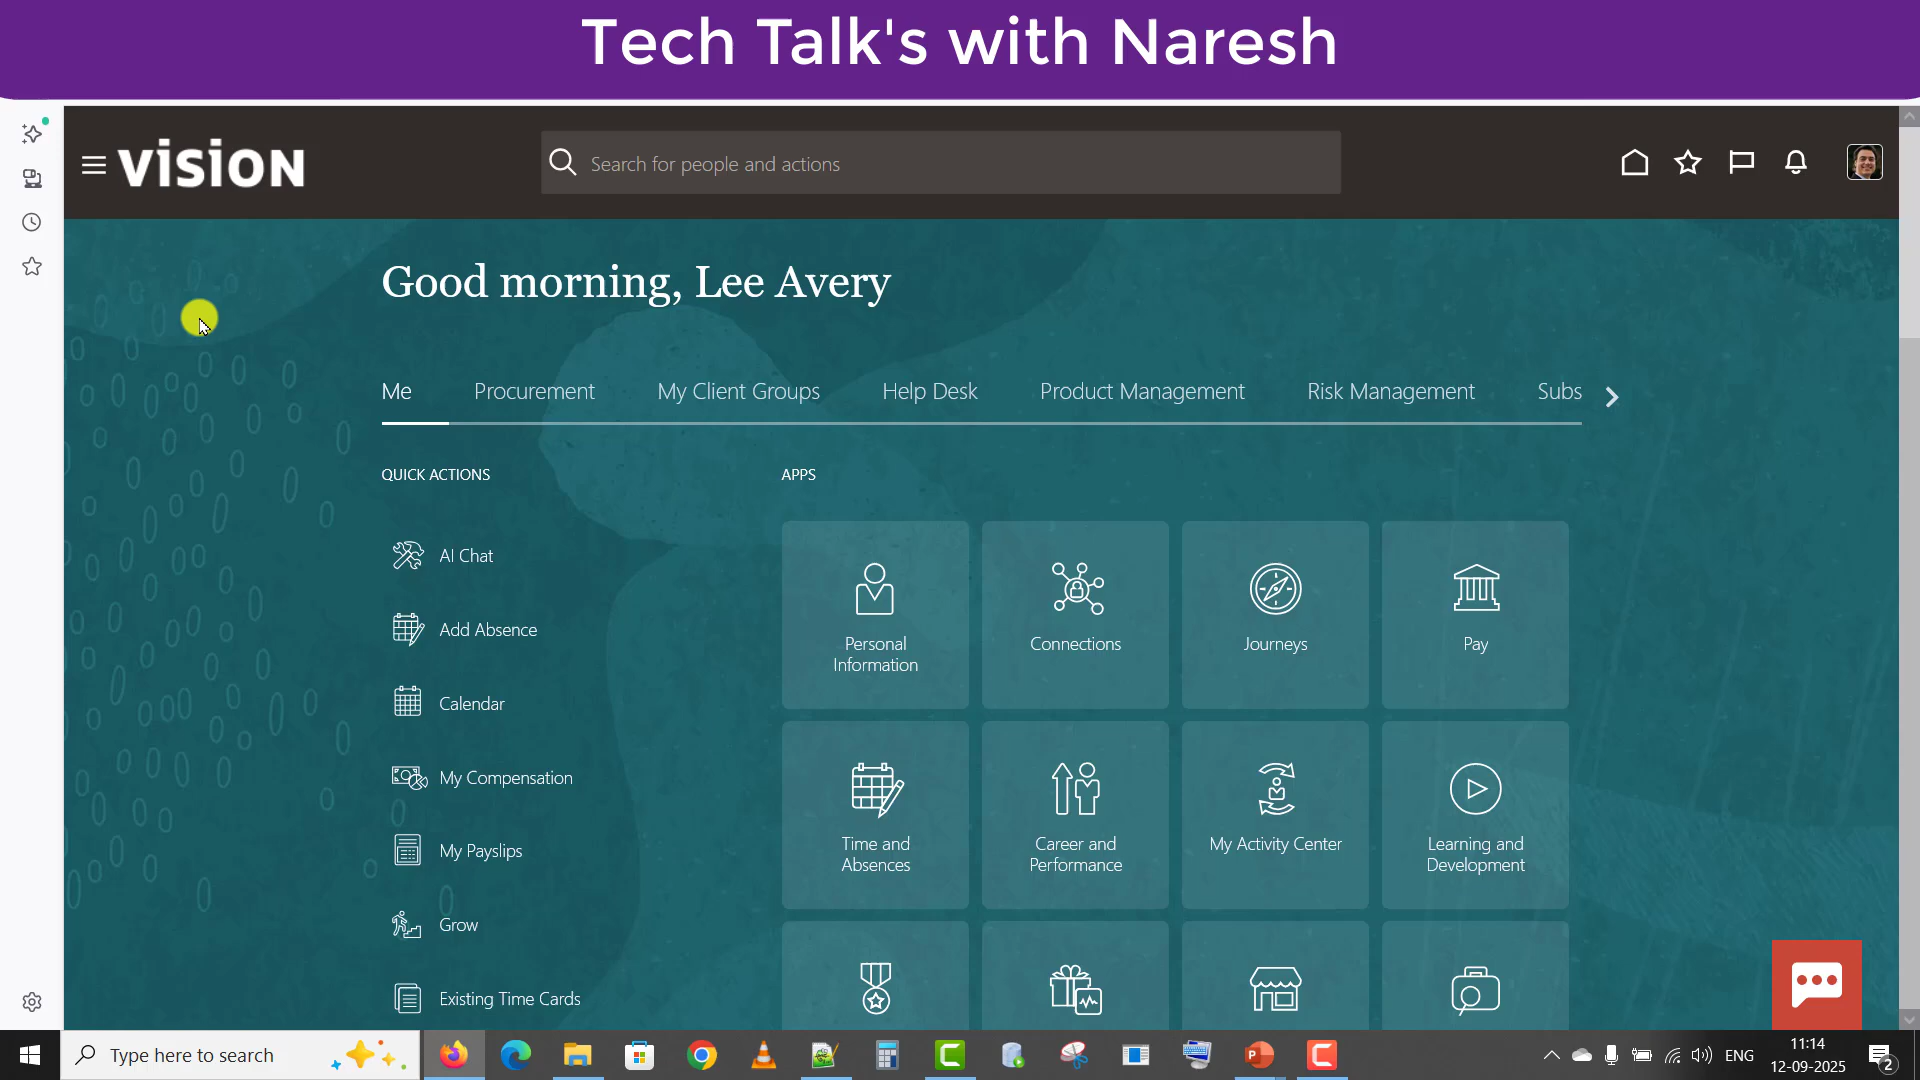 Tech Talk's with Naresh
VISION
Search for people and actions
Good morning, Lee Avery
Me
Procurement
My Client Groups
Help Desk
Product Management
Risk Management
Subs
QUICK ACTIONS
APPS
AI Chat
Add Absence
Calendar
My Compensation
My Payslips
Grow
Existing Time Cards
Personal
Information
Connections
Journeys
Pay
Time and
Absences
Career and
Performance
My Activity Center
Learning and
Development
Type here to search
ENG
11:14
12-09-2025
2